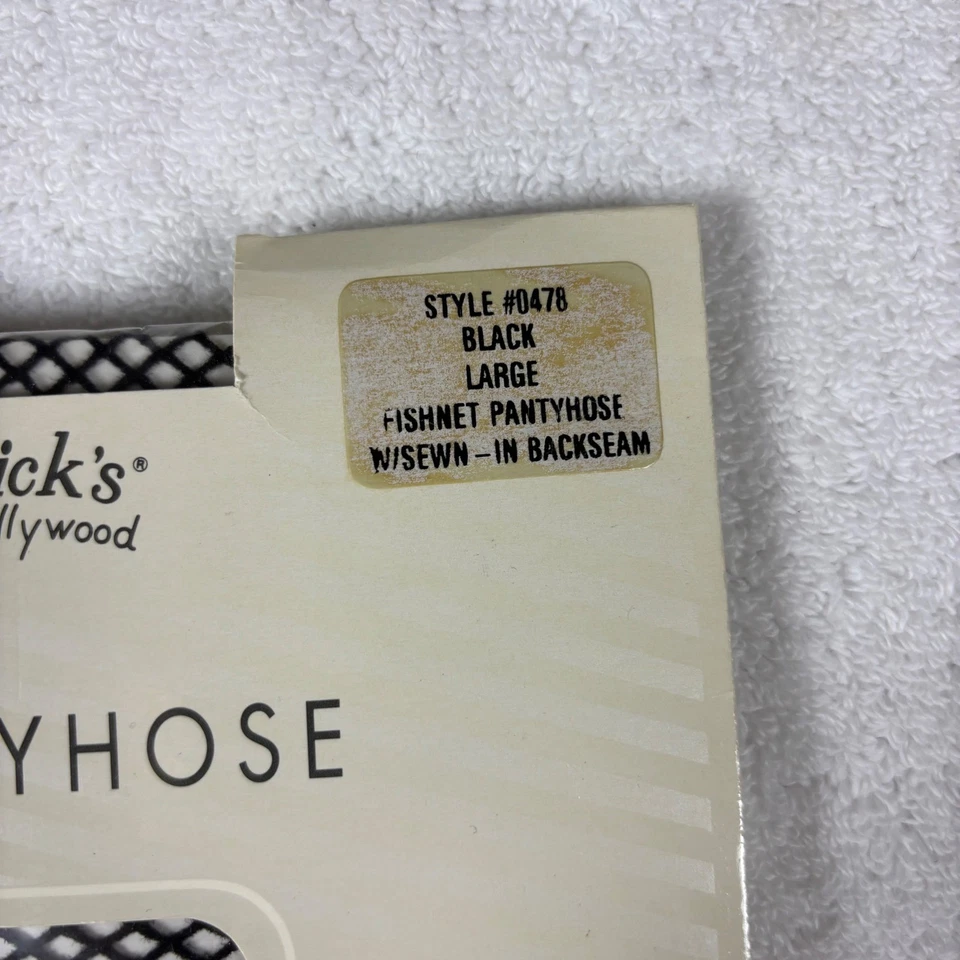 STYLE #0478
BLACK
LARGE
FISHNET PANTYHOSE
W/SEWN-IN BACKSEAM
ick's®
llywood
YHOSE